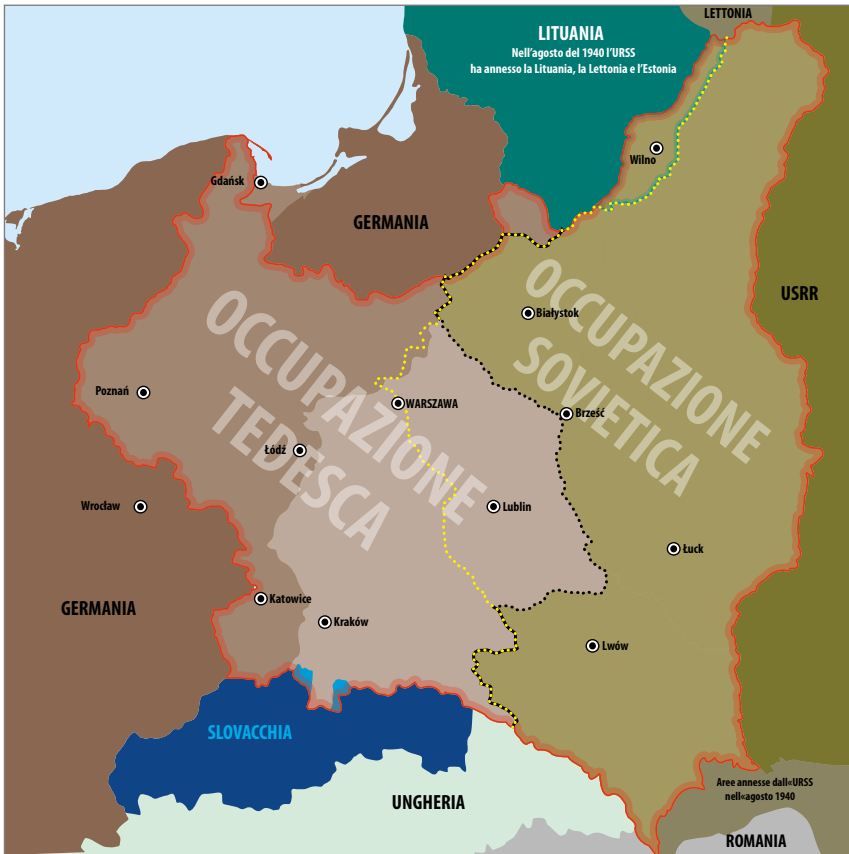 LETTONIA
LITUANIA
Nell'agosto del 1940 l'URSS
ha annesso la Lituania, la Lettonia e l'Estonia
Wilno
Gdańsk
GERMANIA
USRR
OCCUPAZIONE
TEDESCA
OCCUPAZIONE
SOVIETICA
Białystok
Poznań
WARSZAWA
Brześć
Łódź
Wrocław
Lublin
Łuck
GERMANIA
Katowice
Kraków
Lwów
SLOVACCHIA
Aree annesse dall«URSS
nell«agosto 1940
UNGHERIA
ROMANIA